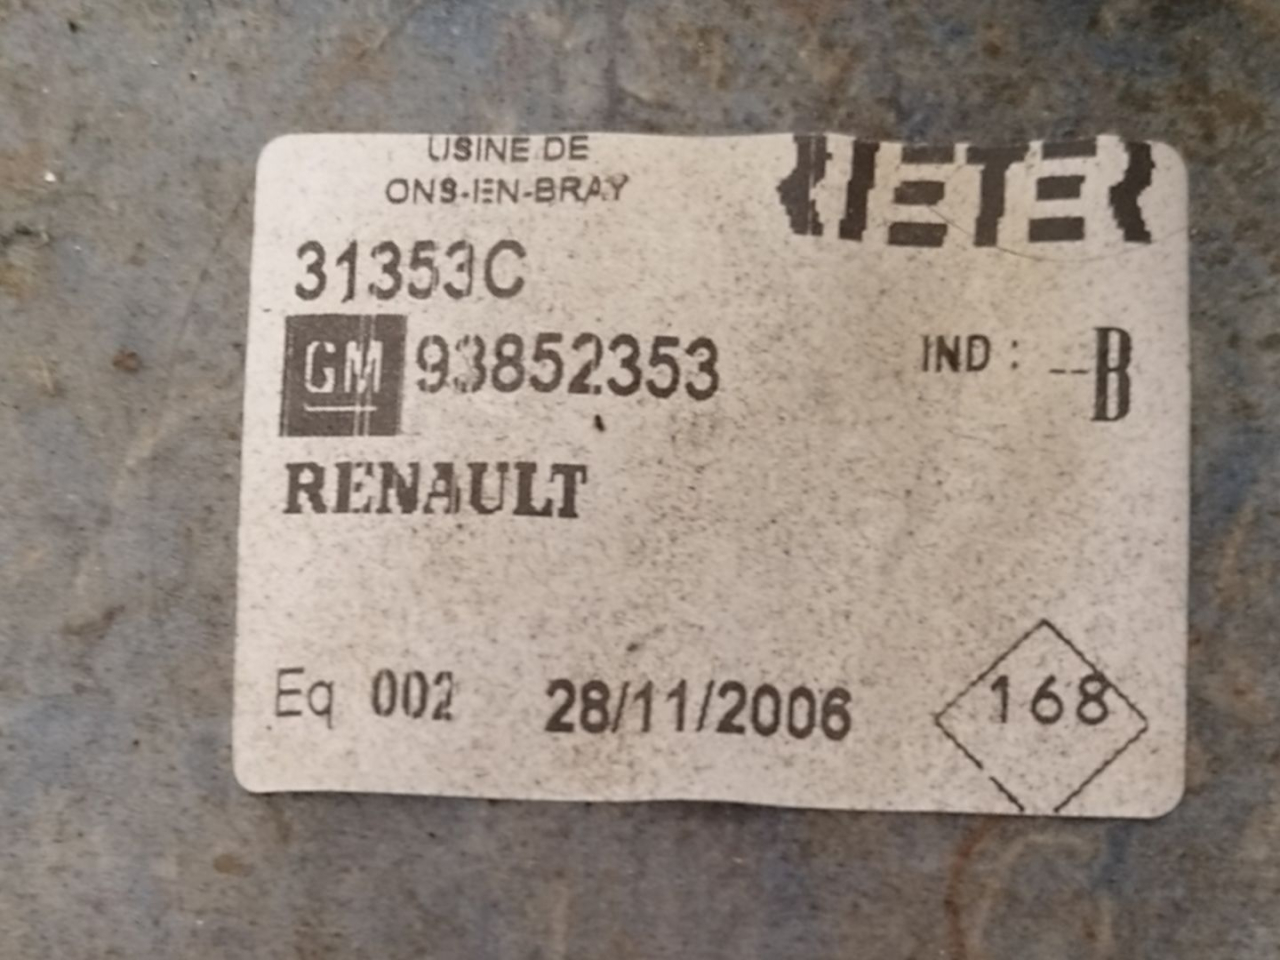 USINE DE
ONS-EN-BRAY
RIETER
31353C
GM 93852353
IND : --B
RENAULT
Eq 002 28/11/2006
168